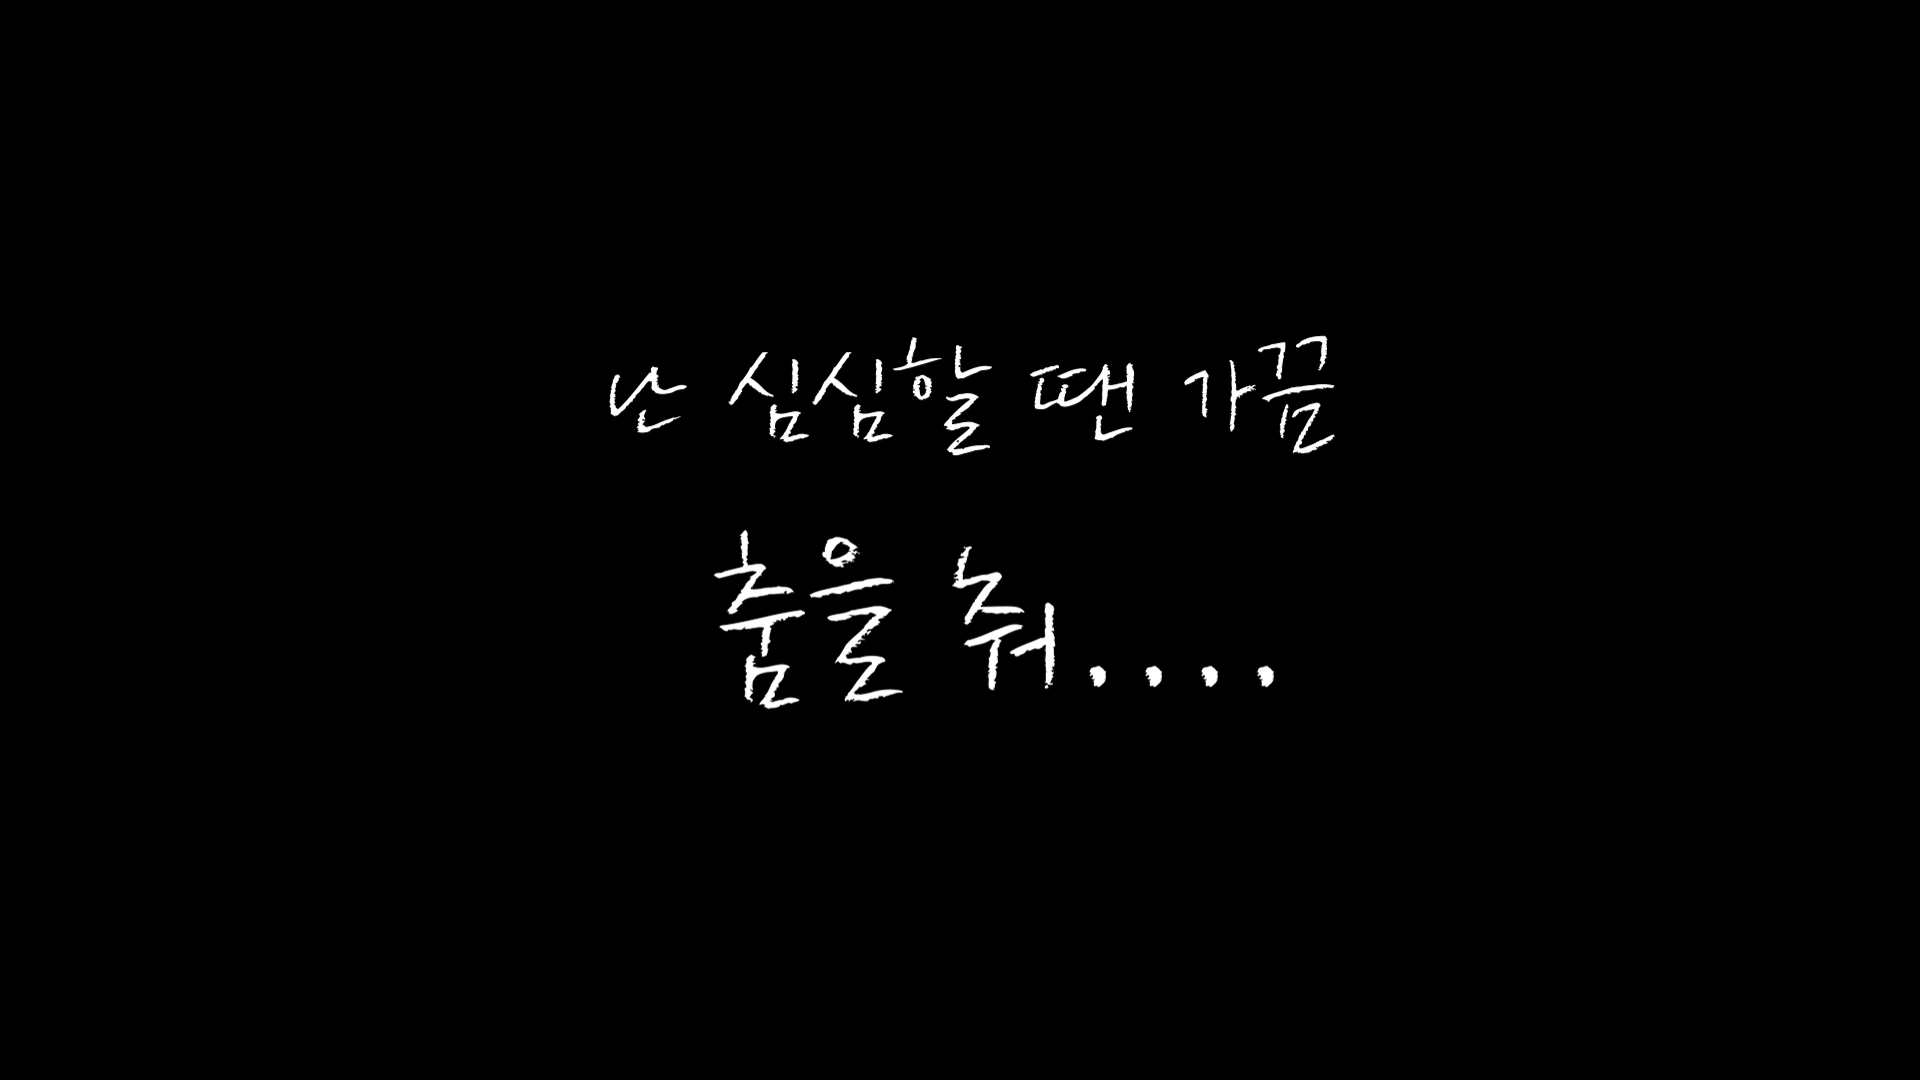 난 심심할 땐 가끔
춤을 춰....